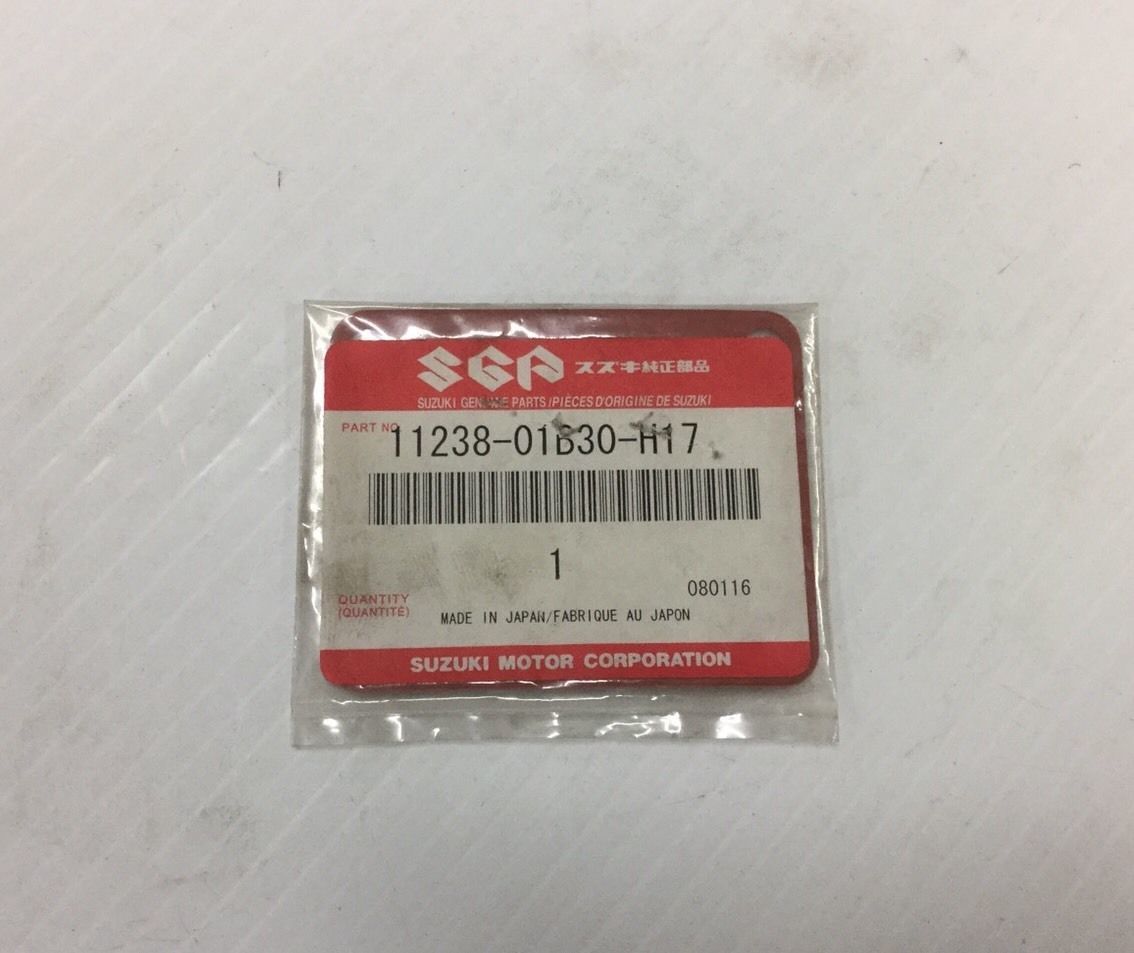 SGP スズキ純正部品
SUZUKI GENUINE PARTS/PIÈCES D'ORIGINE DE SUZUKI
PART NO.
11238-01B30-H17
1
080116
QUANTITY
(QUANTITÉ)
MADE IN JAPAN/FABRIQUE AU JAPON
SUZUKI MOTOR CORPORATION